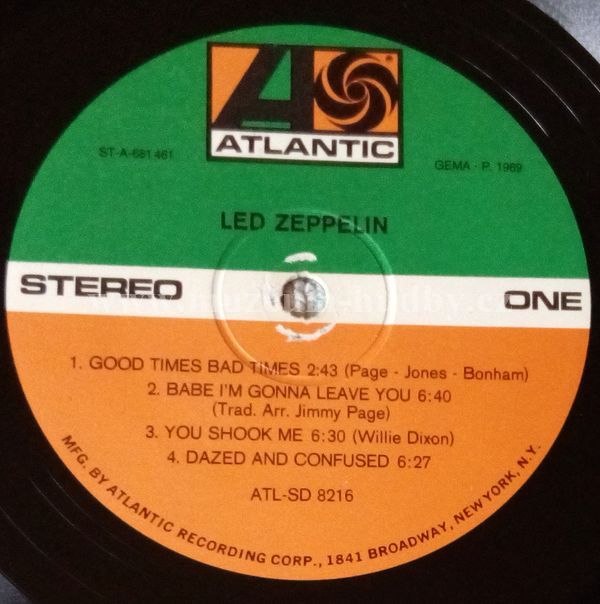 ATLANTIC
ST-A-681461
GEMA · P. 1969
LED ZEPPELIN
STEREO
ONE
1. GOOD TIMES BAD TIMES 2:43 (Page - Jones - Bonham)
2. BABE I'M GONNA LEAVE YOU 6:40
(Trad. Arr. Jimmy Page)
3. YOU SHOOK ME 6:30 (Willie Dixon)
4. DAZED AND CONFUSED 6:27
ATL-SD 8216
MFG. BY ATLANTIC RECORDING CORP., 1841 BROADWAY, NEW YORK, N.Y.